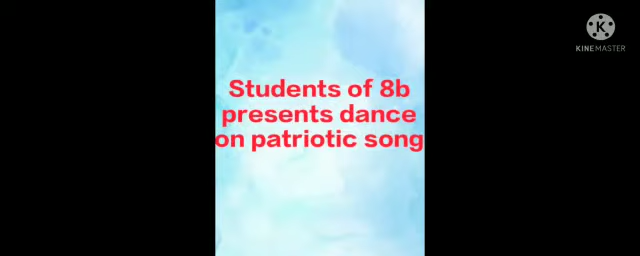 Students of 8b
presents dance
on patriotic song
KINEMASTER